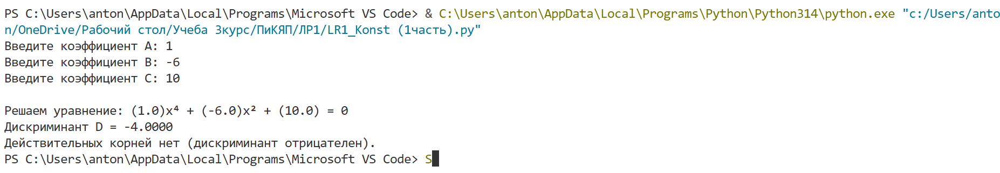 PS C:\Users\anton\AppData\Local\Programs\Microsoft VS Code> & C:\Users\anton\AppData\Local\Programs\Python\Python314\python.exe "c:/Users/anto
n/OneDrive/Рабочий стол/Учеба 3курс/ПиКЯП/ЛР1/LR1_Konst (1часть).py"
Введите коэффициент A: 1
Введите коэффициент B: -6
Введите коэффициент C: 10
Решаем уравнение: (1.0)x⁴ + (-6.0)x² + (10.0) = 0
Дискриминант D = -4.0000
Действительных корней нет (дискриминант отрицателен).
PS C:\Users\anton\AppData\Local\Programs\Microsoft VS Code> S